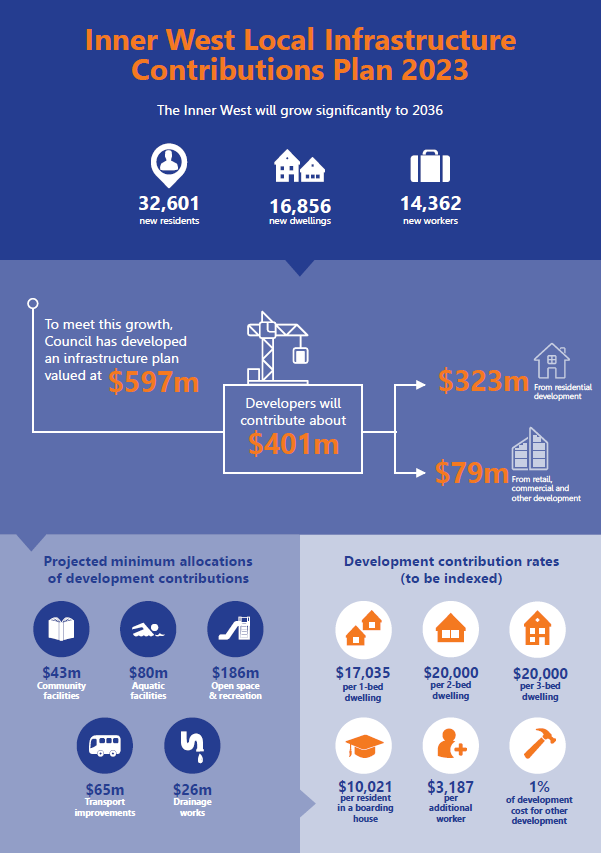 Inner West Local Infrastructure
Contributions Plan 2023
The Inner West will grow significantly to 2036
32,601
new residents
16,856
new dwellings
14,362
new workers
To meet this growth,
Council has developed
an infrastructure plan
valued at $597m
Developers will
contribute about
$401m
$323m
From residential
development
$79m
From retail,
commercial and
other development
Projected minimum allocations
of development contributions
$43m
Community
facilities
$80m
Aquatic
facilities
$186m
Open space
& recreation
$65m
Transport
improvements
$26m
Drainage
works
Development contribution rates
(to be indexed)
$17,035
per 1-bed
dwelling
$20,000
per 2-bed
dwelling
$20,000
per 3-bed
dwelling
$10,021
per resident
in a boarding
house
$3,187
per
additional
worker
1%
of development
cost for other
development